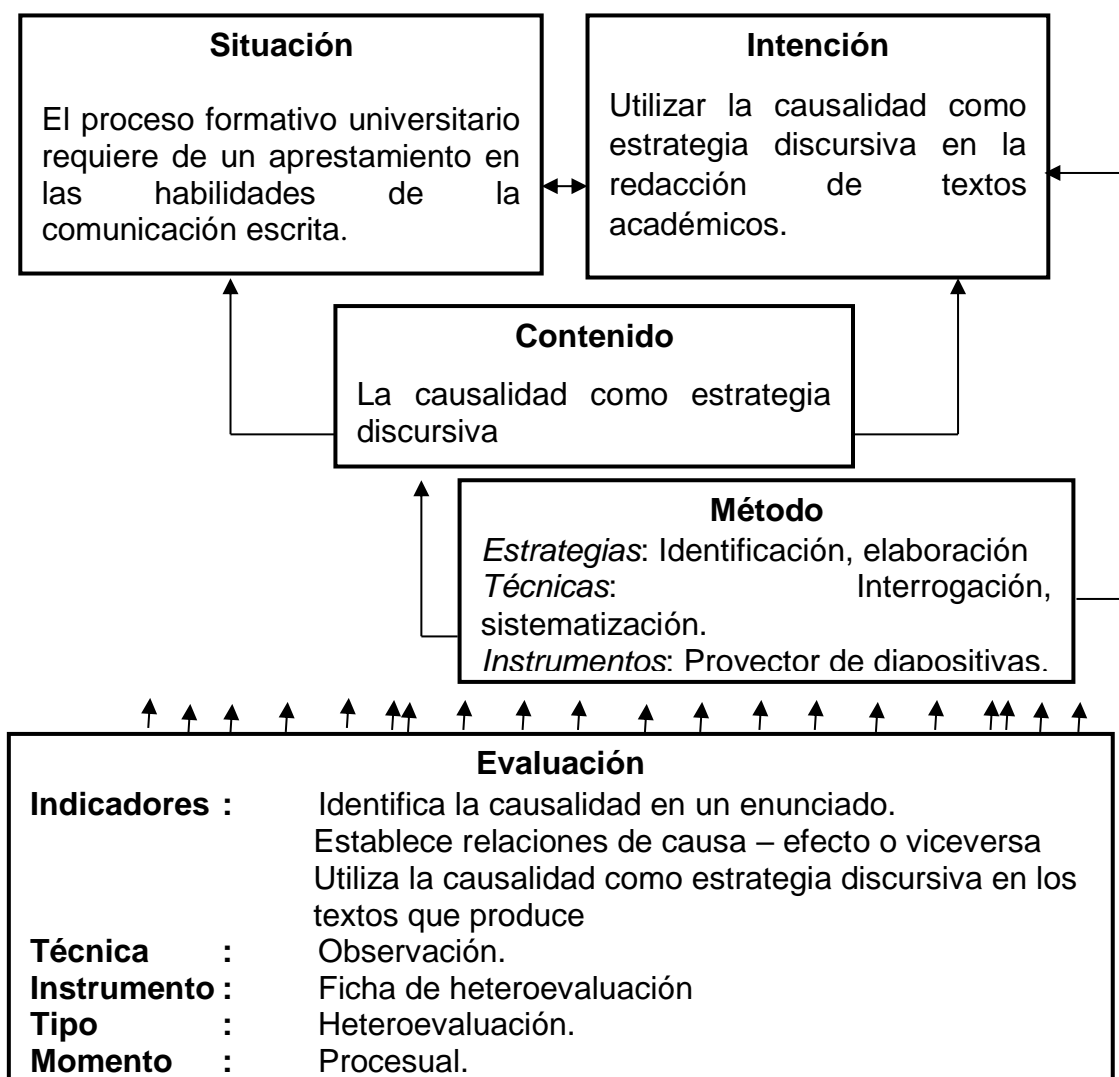 Situación
El proceso formativo universitario
requiere de un aprestamiento en
las habilidades de la
comunicación escrita.
Intención
Utilizar la causalidad como
estrategia discursiva en la
redacción de textos
académicos.
Contenido
La causalidad como estrategia
discursiva
Método
Estrategias: Identificación, elaboración
Técnicas: Interrogación,
sistematización.
Instrumentos: Proyector de diapositivas.
Evaluación
Indicadores : Identifica la causalidad en un enunciado.
Establece relaciones de causa – efecto o viceversa
Utiliza la causalidad como estrategia discursiva en los
textos que produce
Técnica : Observación.
Instrumento : Ficha de heteroevaluación
Tipo : Heteroevaluación.
Momento : Procesual.